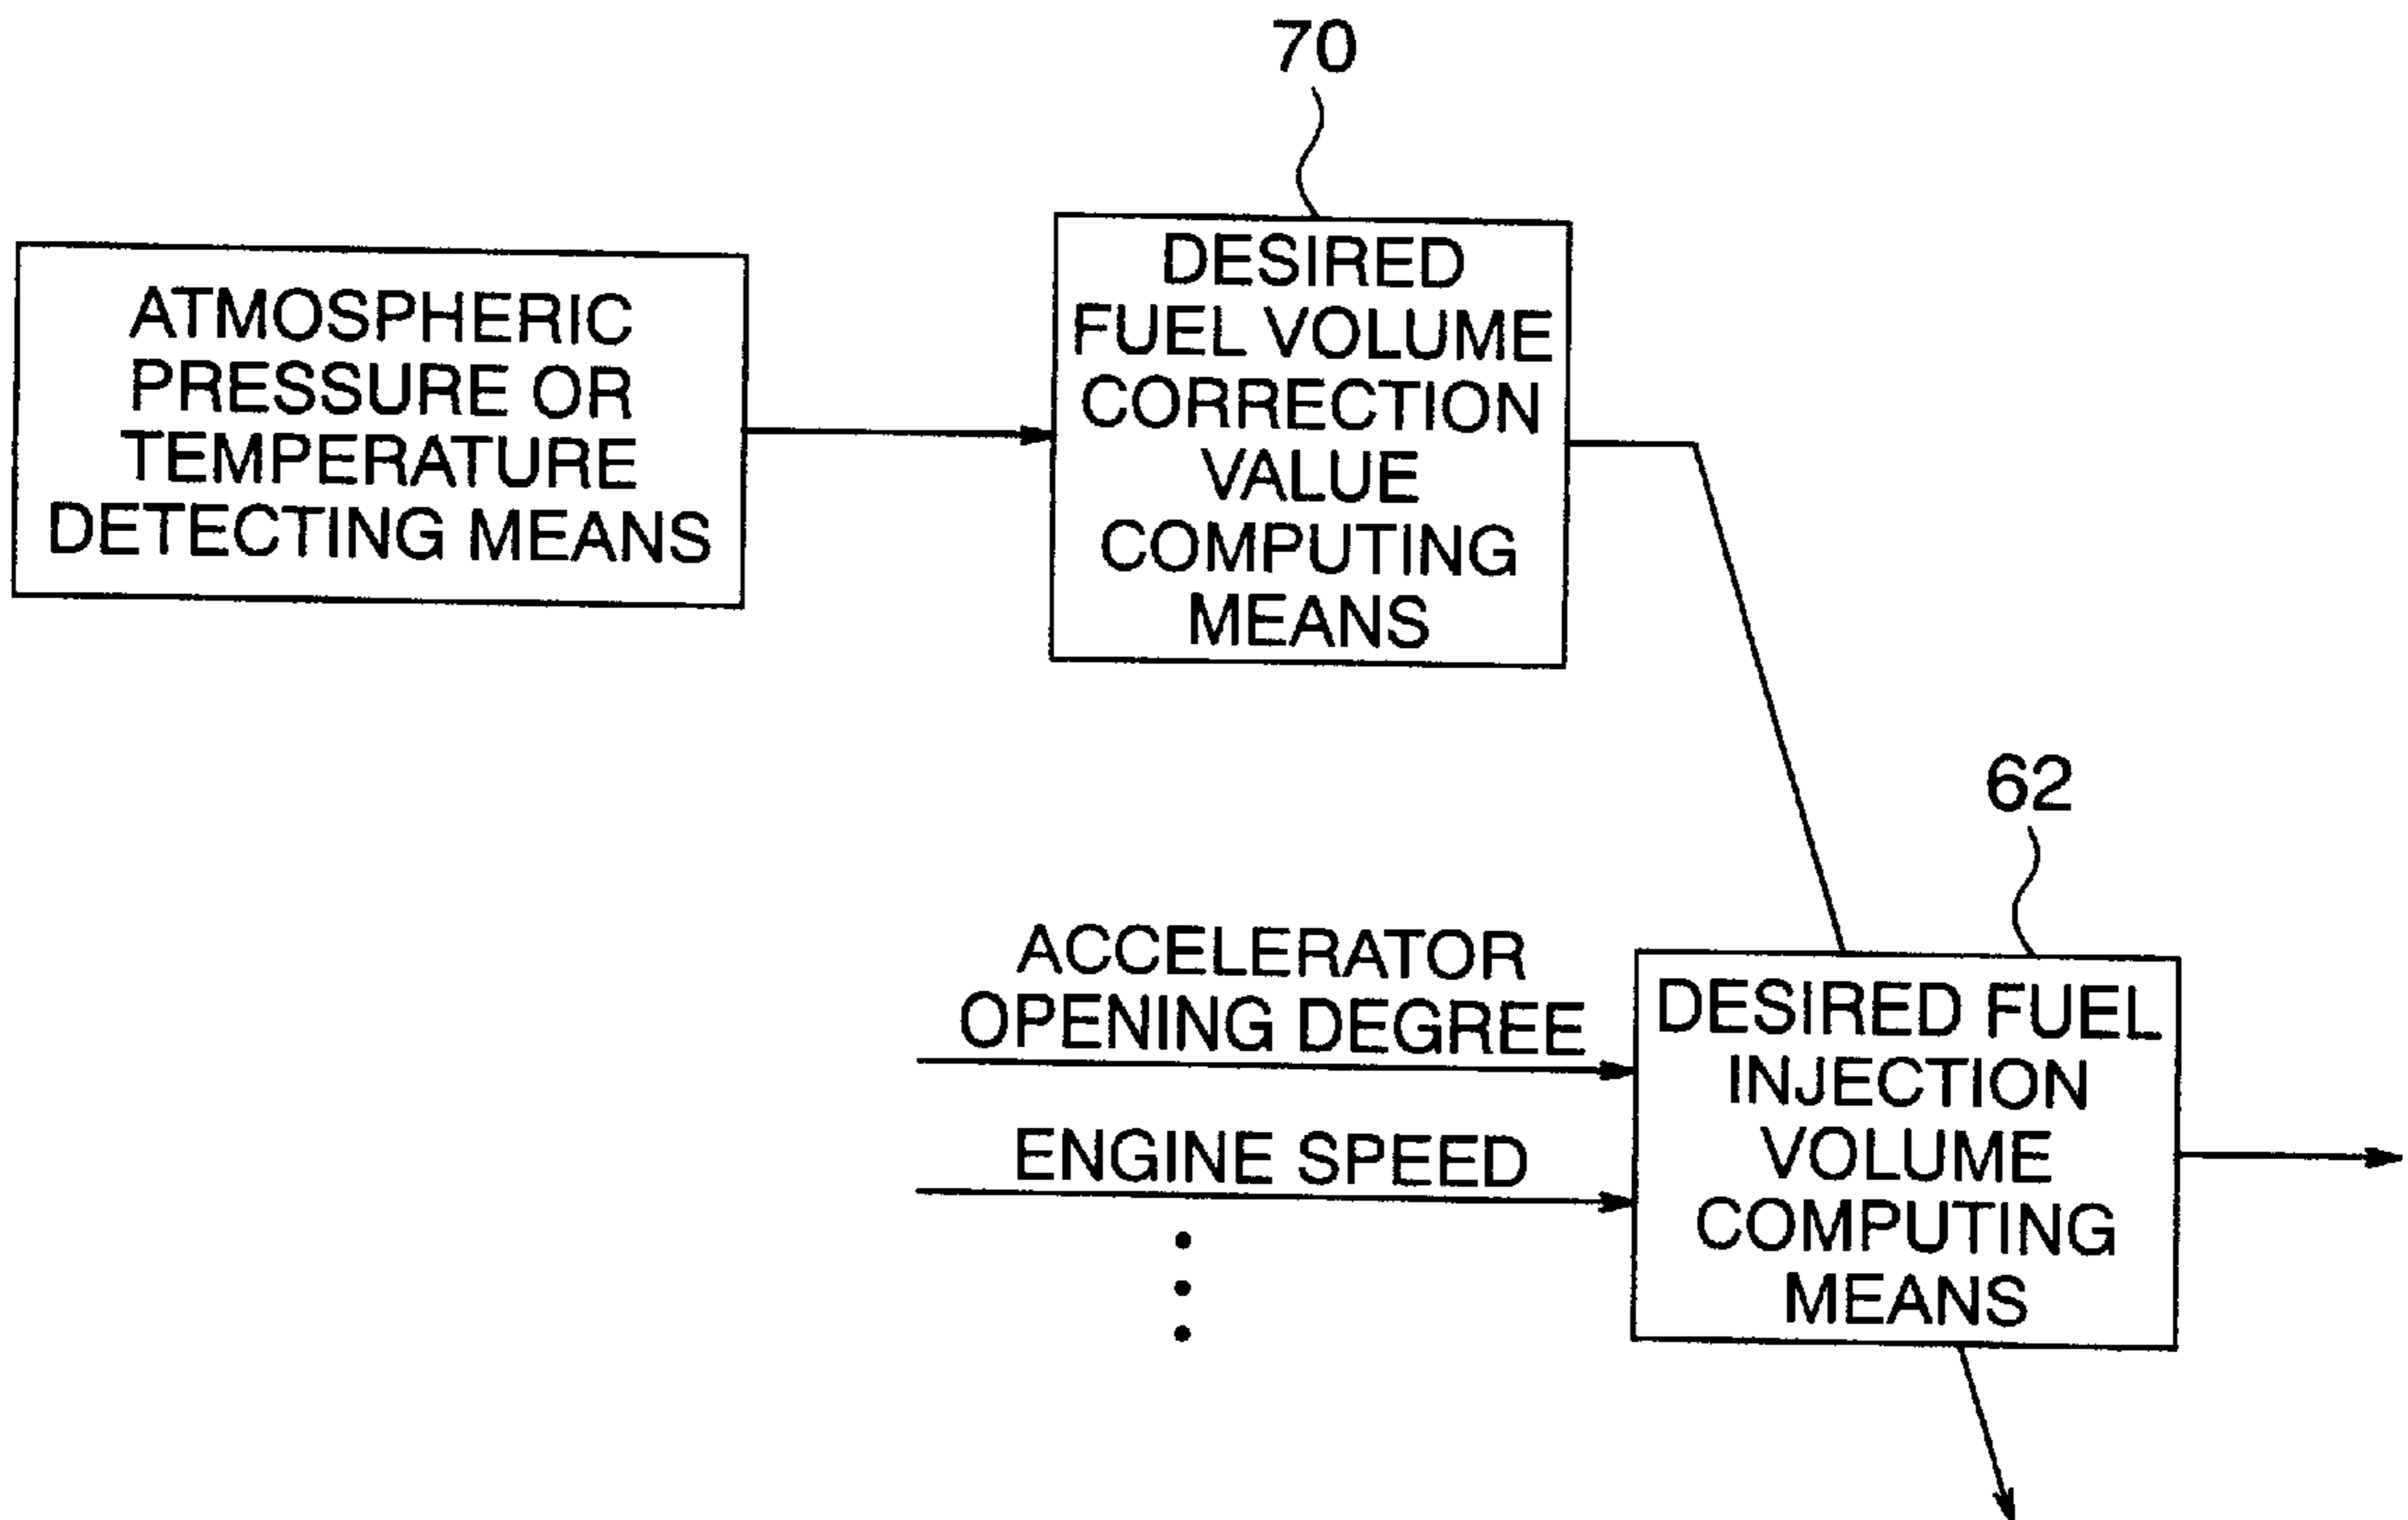 70
ATMOSPHERIC
PRESSURE OR
TEMPERATURE
DETECTING MEANS
DESIRED
FUEL VOLUME
CORRECTION
VALUE
COMPUTING
MEANS
62
ACCELERATOR
OPENING DEGREE
ENGINE SPEED
DESIRED FUEL
INJECTION
VOLUME
COMPUTING
MEANS